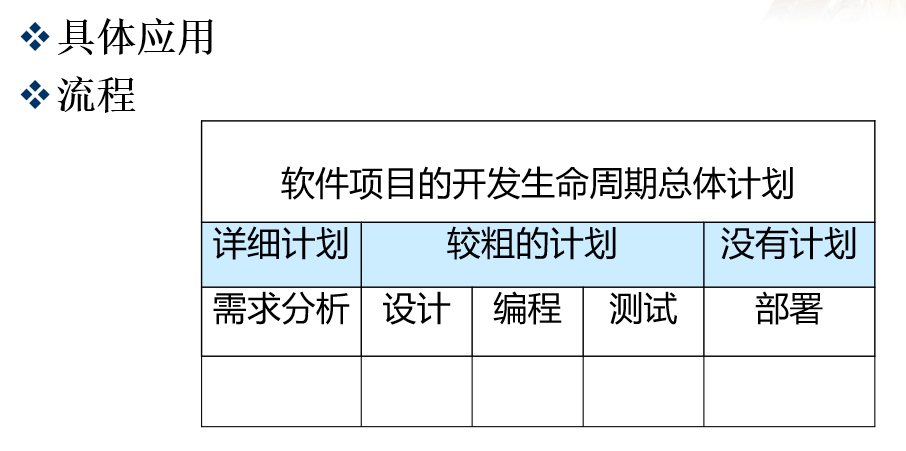 具体应用
流程
软件项目的开发生命周期总体计划
详细计划 较粗的计划 没有计划
需求分析 设计 编程 测试 部署